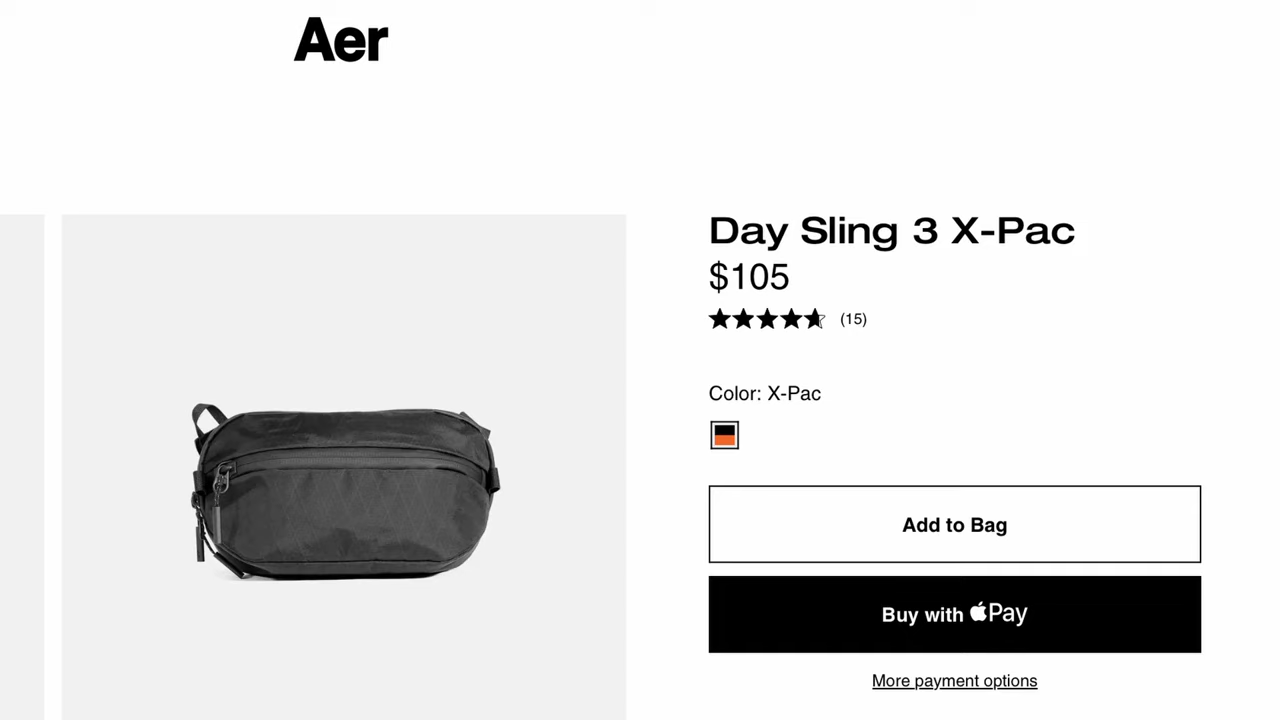 Aer
Day Sling 3 X-Pac
$105
(15)
Color: X-Pac
Add to Bag
Buy with Pay
More payment options